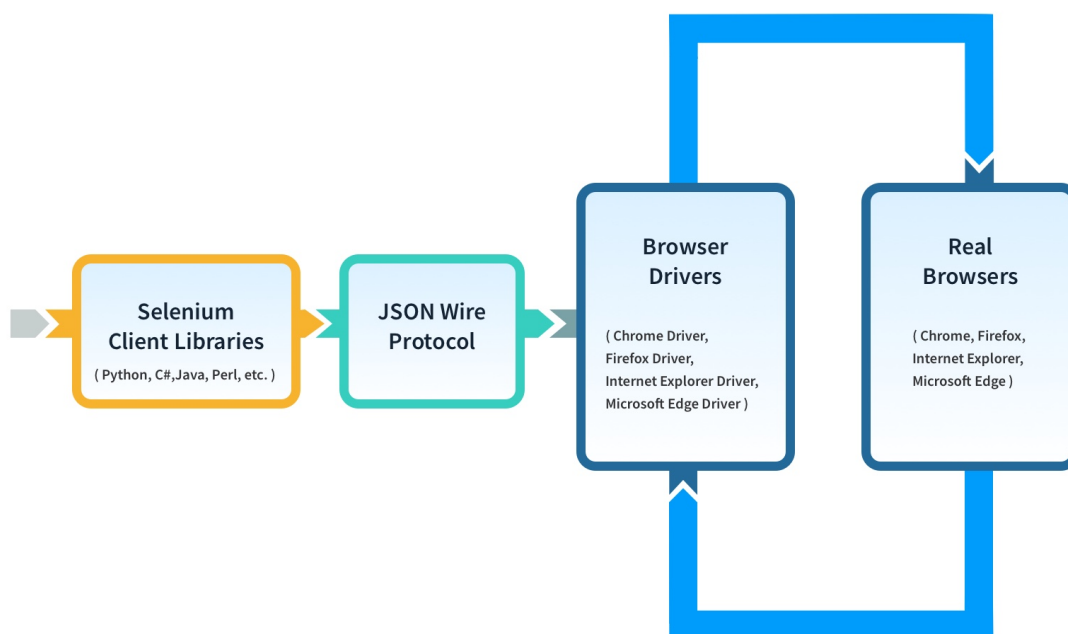 Selenium
Client Libraries
( Python, C#,Java, Perl, etc. )
JSON Wire
Protocol
Browser
Drivers
( Chrome Driver,
Firefox Driver,
Internet Explorer Driver,
Microsoft Edge Driver )
Real
Browsers
( Chrome, Firefox,
Internet Explorer,
Microsoft Edge )